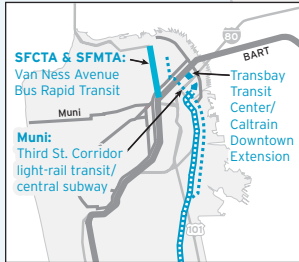 SFCTA & SFMTA:
Van Ness Avenue
Bus Rapid Transit
80
BART
Transbay
Transit
Center/
Caltrain
Downtown
Extension
Muni
Muni:
Third St. Corridor
light-rail transit/
central subway
101